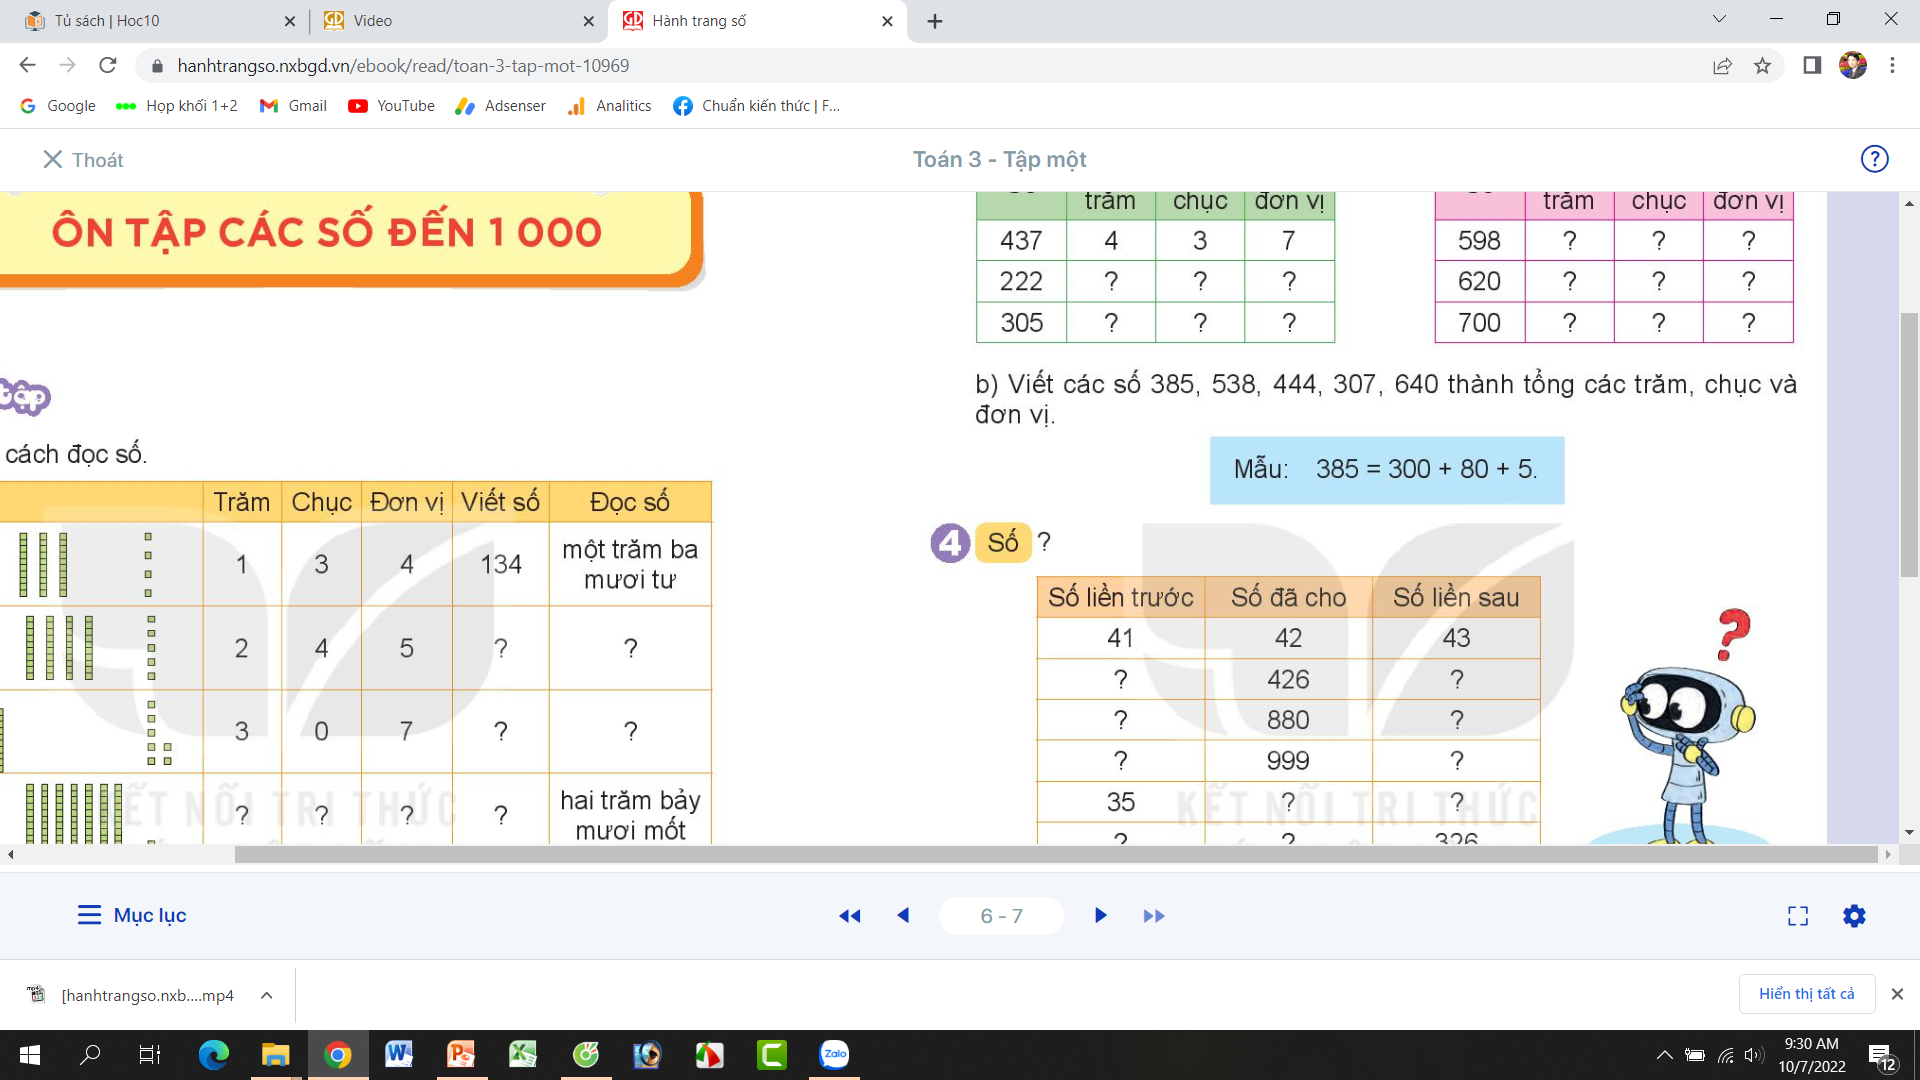 Tủ sách | Hoc10
Video
Hành trang số
hanhtrangso.nxbgd.vn/ebook/read/toan-3-tap-mot-10969
Google
Họp khối 1+2
Gmail
YouTube
Adsenser
Analitics
Chuẩn kiến thức | F...
Thoát
Toán 3 - Tập một
ÔN TẬP CÁC SỐ ĐẾN 1 000
tập
cách đọc số.
Trăm Chục Đơn vị Viết số Đọc số
1 3 4 134 một trăm ba
mươi tư
2 4 5 ? ?
3 0 7 ? ?
? ? ? ? hai trăm bảy
mươi mốt
KẾT NỐI TRI THỨC
trăm chục đơn vị
437 4 3 7
222 ? ? ?
305 ? ? ?
trăm chục đơn vị
598 ? ? ?
620 ? ? ?
700 ? ? ?
b) Viết các số 385, 538, 444, 307, 640 thành tổng các trăm, chục và
đơn vị.
Mẫu: 385 = 300 + 80 + 5.
4 Số ?
Số liền trước Số đã cho Số liền sau
41 42 43
? 426 ?
? 880 ?
? 999 ?
35 ? ?
? ? 326
KẾT NỐI TRI THỨC
?
Mục lục
6 - 7
[hanhtrangso.nxb....mp4
Hiển thị tất cả
Zalo
9:30 AM
10/7/2022
12